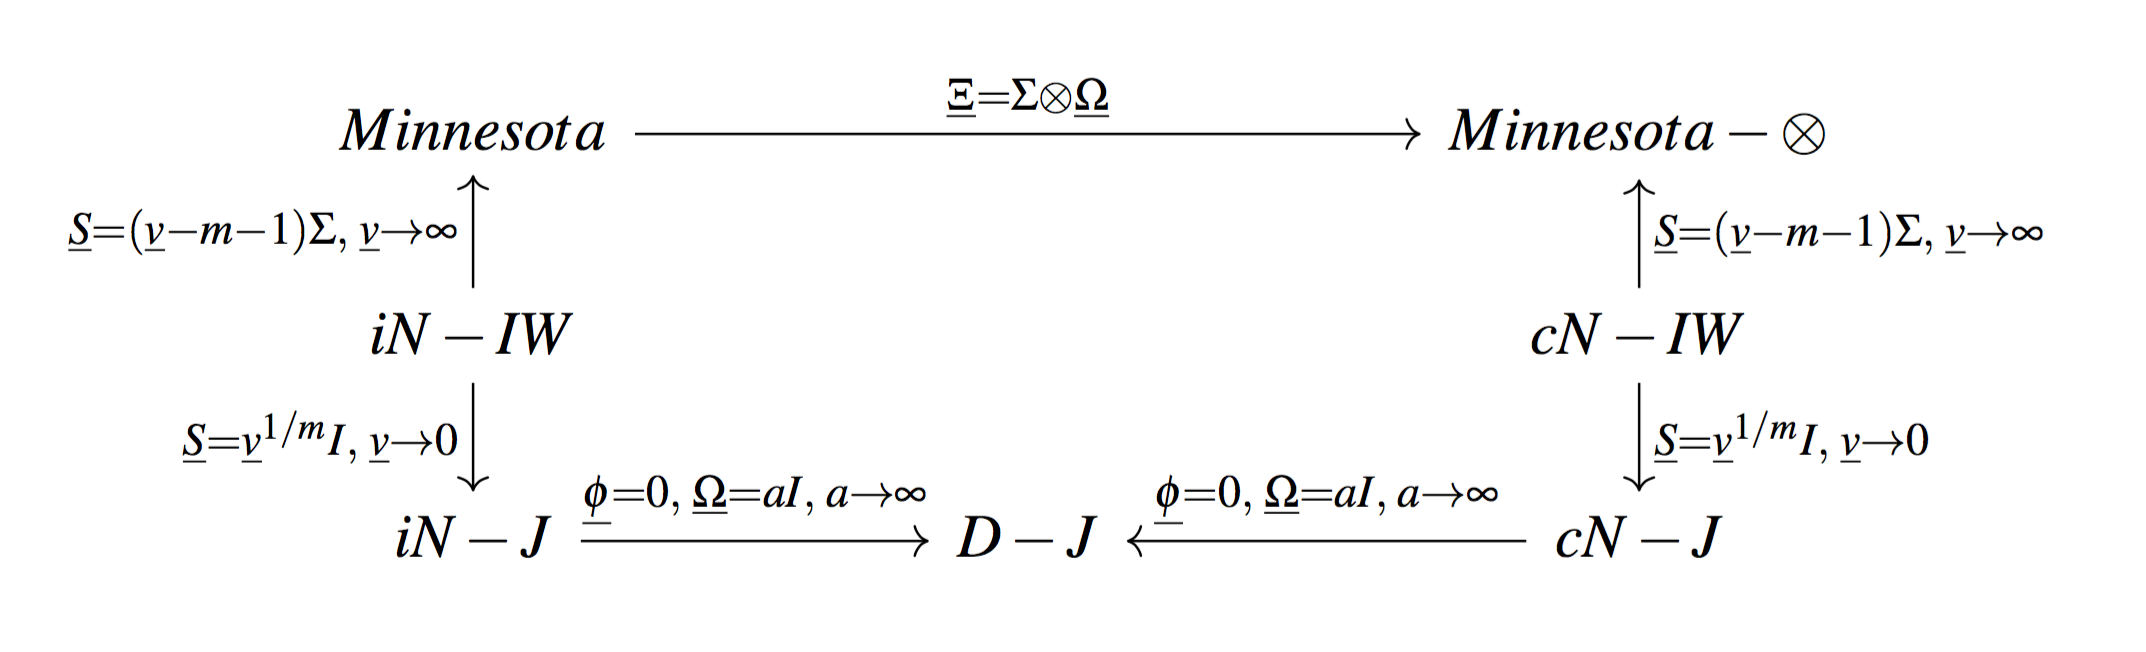 Ξ=Σ⊗Ω
Minnesota Minnesota − ⊗
S=(ν−m−1)Σ, ν→∞ S=(ν−m−1)Σ, ν→∞
iN − IW cN − IW
S=ν^{1/m}I, ν→0 S=ν^{1/m}I, ν→0
ϕ=0, Ω=aI, a→∞ ϕ=0, Ω=aI, a→∞
iN − J D − J cN − J